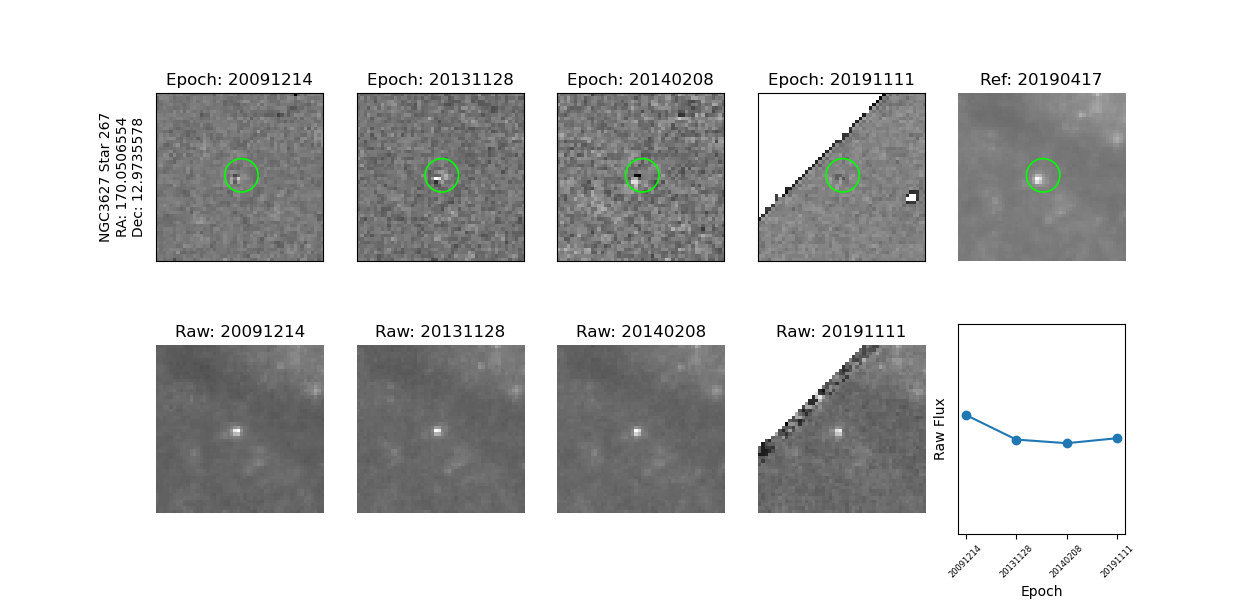 NGC3627 Star 267
RA: 170.0506554
Dec: 12.9735578
Epoch: 20091214
Epoch: 20131128
Epoch: 20140208
Epoch: 20191111
Ref: 20190417
Raw: 20091214
Raw: 20131128
Raw: 20140208
Raw: 20191111
Raw Flux
20091214
20131128
20140208
20191111
Epoch